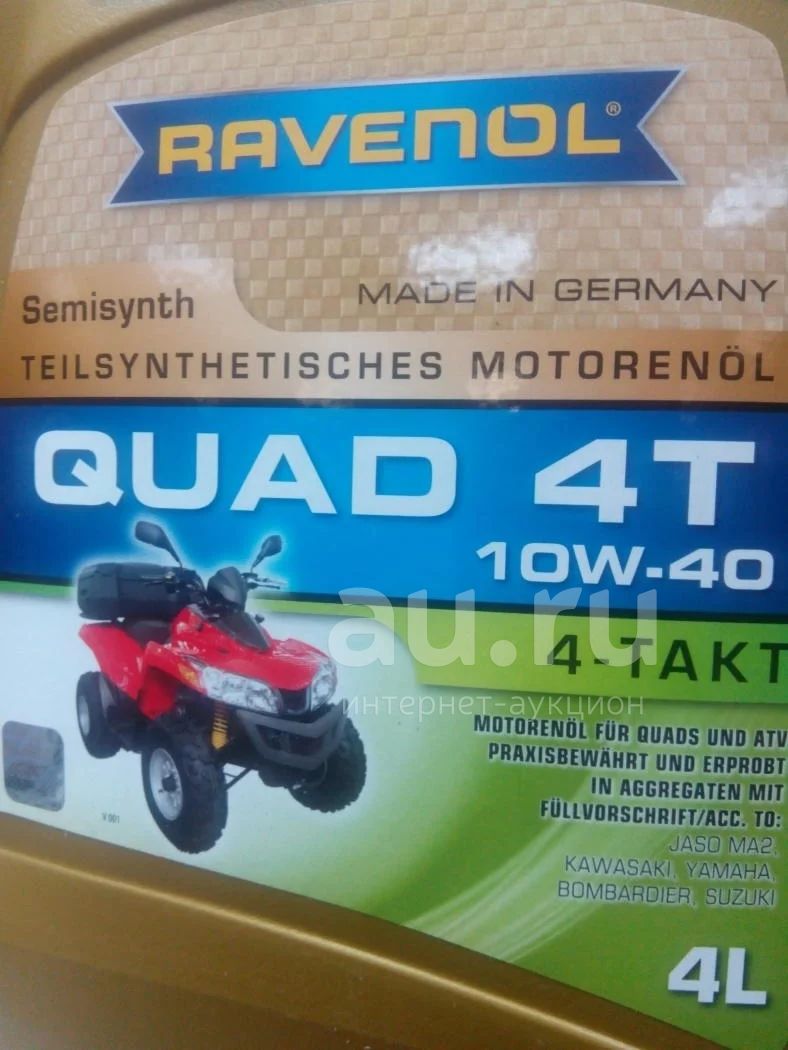 RAVENOL®
Semisynth
MADE IN GERMANY
TEILSYNTHETISCHES MOTORENÖL
QUAD 4T
10W-40
au.ru
4-TAKT
интернет-аукцион
MOTORENÖL FÜR QUADS UND ATV
PRAXISBEWÄHRT UND ERPROBT
IN AGGREGATEN MIT
FÜLLVORSCHRIFT/ACC. TO:
JASO MA2,
KAWASAKI, YAMAHA,
BOMBARDIER, SUZUKI
V 001
4L